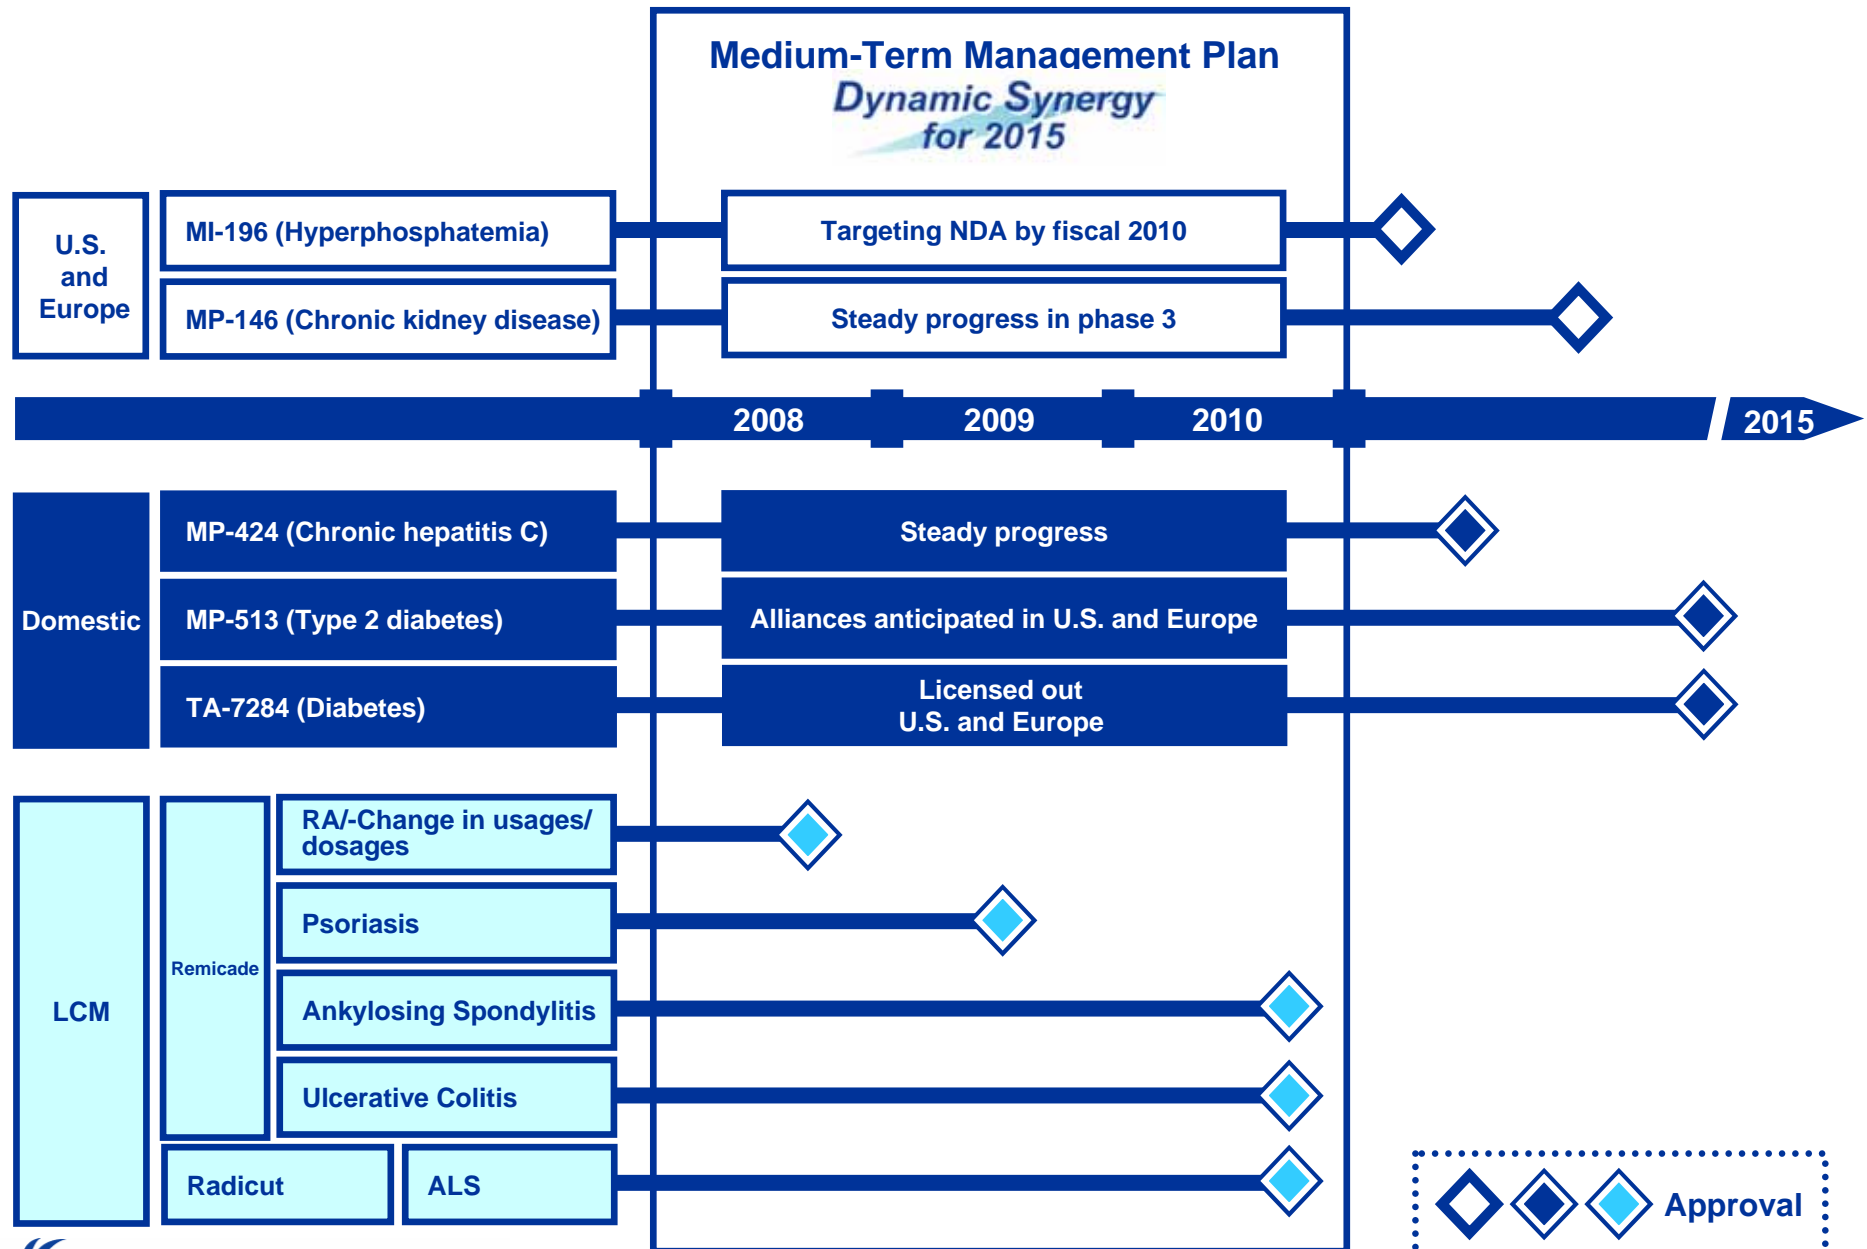 Medium-Term Management Plan
Dynamic Synergy
for 2015
U.S.
and
Europe
MI-196 (Hyperphosphatemia)
Targeting NDA by fiscal 2010
MP-146 (Chronic kidney disease)
Steady progress in phase 3
2008
2009
2010
2015
Domestic
MP-424 (Chronic hepatitis C)
Steady progress
MP-513 (Type 2 diabetes)
Alliances anticipated in U.S. and Europe
TA-7284 (Diabetes)
Licensed out
U.S. and Europe
LCM
Remicade
RA/-Change in usages/
dosages
Psoriasis
Ankylosing Spondylitis
Ulcerative Colitis
Radicut
ALS
Approval